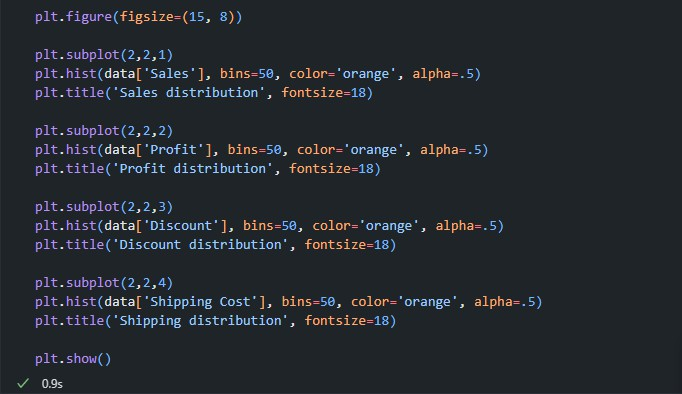 plt.figure(figsize=(15, 8))
plt.subplot(2,2,1)
plt.hist(data['Sales'], bins=50, color='orange', alpha=.5)
plt.title('Sales distribution', fontsize=18)
plt.subplot(2,2,2)
plt.hist(data['Profit'], bins=50, color='orange', alpha=.5)
plt.title('Profit distribution', fontsize=18)
plt.subplot(2,2,3)
plt.hist(data['Discount'], bins=50, color='orange', alpha=.5)
plt.title('Discount distribution', fontsize=18)
plt.subplot(2,2,4)
plt.hist(data['Shipping Cost'], bins=50, color='orange', alpha=.5)
plt.title('Shipping distribution', fontsize=18)
plt.show()
0.9s